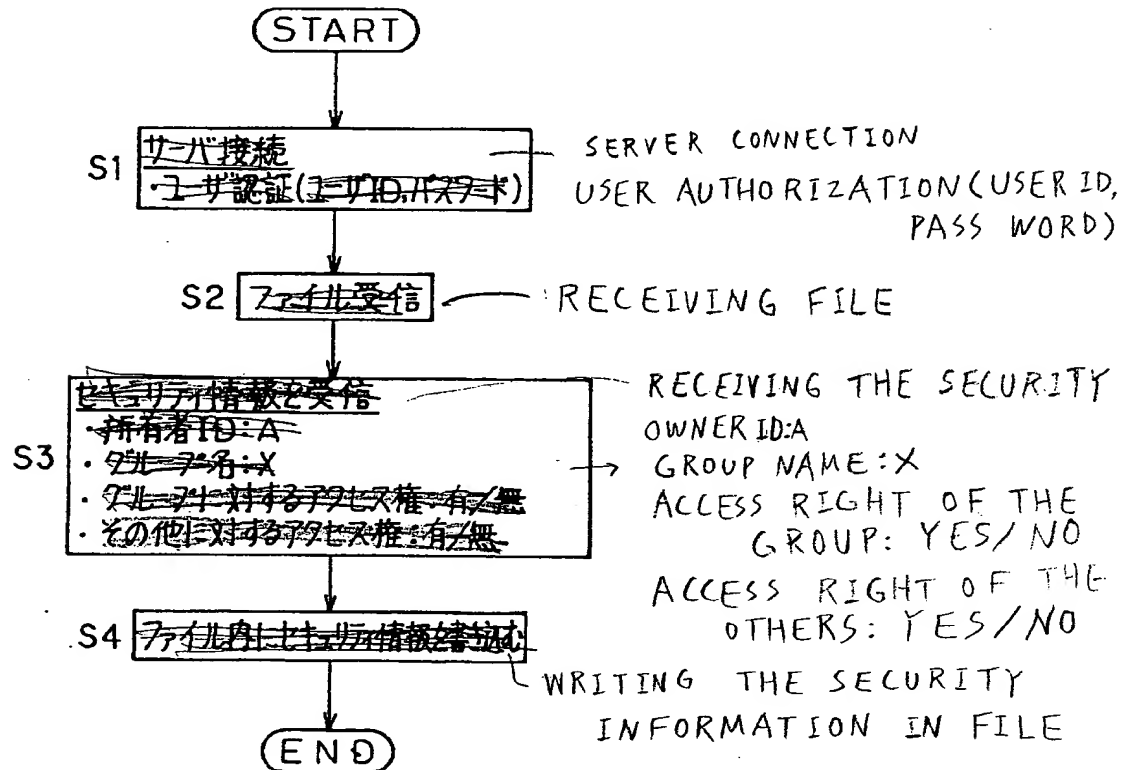 START
S1
サーバ接続
・ユーザ認証(ユーザID,パスワード)
SERVER CONNECTION
USER AUTHORIZATION(USER ID,
PASS WORD)
S2
ファイル受信
RECEIVING FILE
S3
セキュリティ情報を受信
・所有者ID:A
・グループ名:X
・グループに対するアクセス権:有/無
・その他に対するアクセス権:有/無
RECEIVING THE SECURITY
OWNER ID:A
GROUP NAME:X
ACCESS RIGHT OF THE
GROUP: YES/NO
ACCESS RIGHT OF THE
OTHERS: YES/NO
S4
ファイル内にセキュリティ情報を書き込む
WRITING THE SECURITY
INFORMATION IN FILE
END